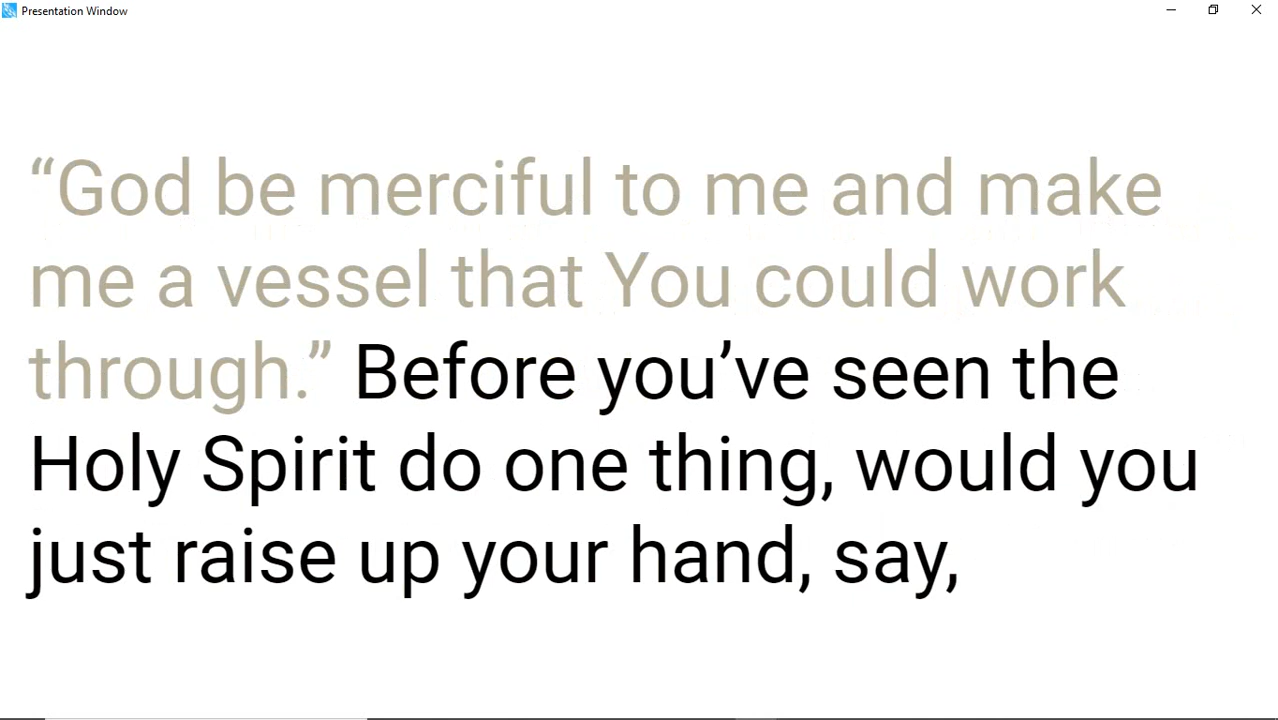 Presentation Window
“God be merciful to me and make
me a vessel that You could work
through.” Before you’ve seen the
Holy Spirit do one thing, would you
just raise up your hand, say,